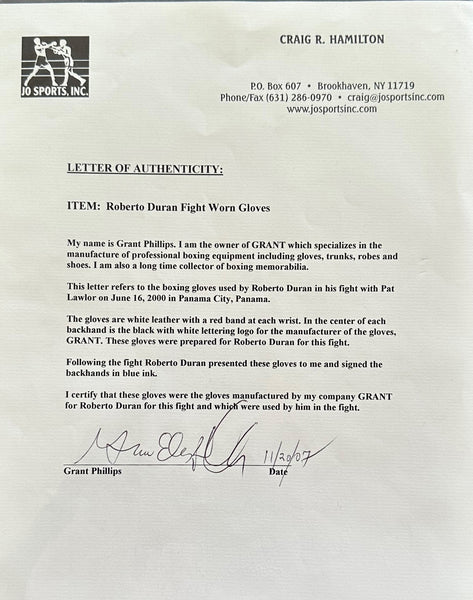 JO SPORTS, INC.
CRAIG R. HAMILTON
P.O. Box 607 • Brookhaven, NY 11719
Phone/Fax (631) 286-0970 • craig@josportsinc.com
www.josportsinc.com
LETTER OF AUTHENTICITY:
ITEM: Roberto Duran Fight Worn Gloves
My name is Grant Phillips. I am the owner of GRANT which specializes in the
manufacture of professional boxing equipment including gloves, trunks, robes and
shoes. I am also a long time collector of boxing memorabilia.
This letter refers to the boxing gloves used by Roberto Duran in his fight with Pat
Lawlor on June 16, 2000 in Panama City, Panama.
The gloves are white leather with a red band at each wrist. In the center of each
backhand is the black with white lettering logo for the manufacturer of the gloves,
GRANT. These gloves were prepared for Roberto Duran for this fight.
Following the fight Roberto Duran presented these gloves to me and signed the
backhands in blue ink.
I certify that these gloves were the gloves manufactured by my company GRANT
for Roberto Duran for this fight and which were used by him in the fight.
11/20/07
Grant Phillips Date